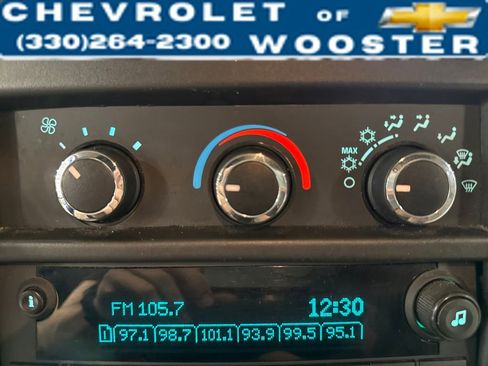 CHEVROLET OF
(330)264-2300 WOOSTER
MAX
FM 105.7 12:30
1 97.1 98.7 101.1 93.9 99.5 95.1
i